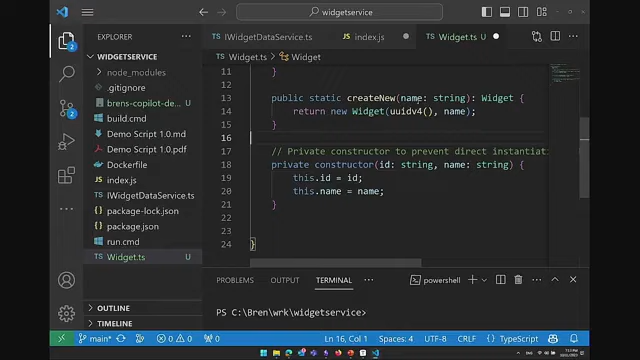 widgetservice
EXPLORER
WIDGETSERVICE
node_modules
.gitignore
brens-copilot-de...
build.cmd
Demo Script 1.0.md
Demo Script 1.0.pdf
Dockerfile
index.js
TS IWidgetDataService.ts
package-lock.json
package.json
run.cmd
TS Widget.ts U
OUTLINE
TIMELINE
TS IWidgetDataService.ts
JS index.js
TS Widget.ts U
TS Widget.ts > Widget
11 }
12
13 public static createNew(name: string): Widget {
14 return new Widget(uuidv4(), name);
15 }
16
17 // Private constructor to prevent direct instantiati
18 private constructor(id: string, name: string) {
19 this.id = id;
20 this.name = name;
21 }
22
23
24 }
PROBLEMS OUTPUT TERMINAL ... powershell
PS C:\Bren\wrk\widgetservice>
main* 0 0 0 Ln 16, Col 1 Spaces: 4 UTF-8 CRLF {} TypeScript